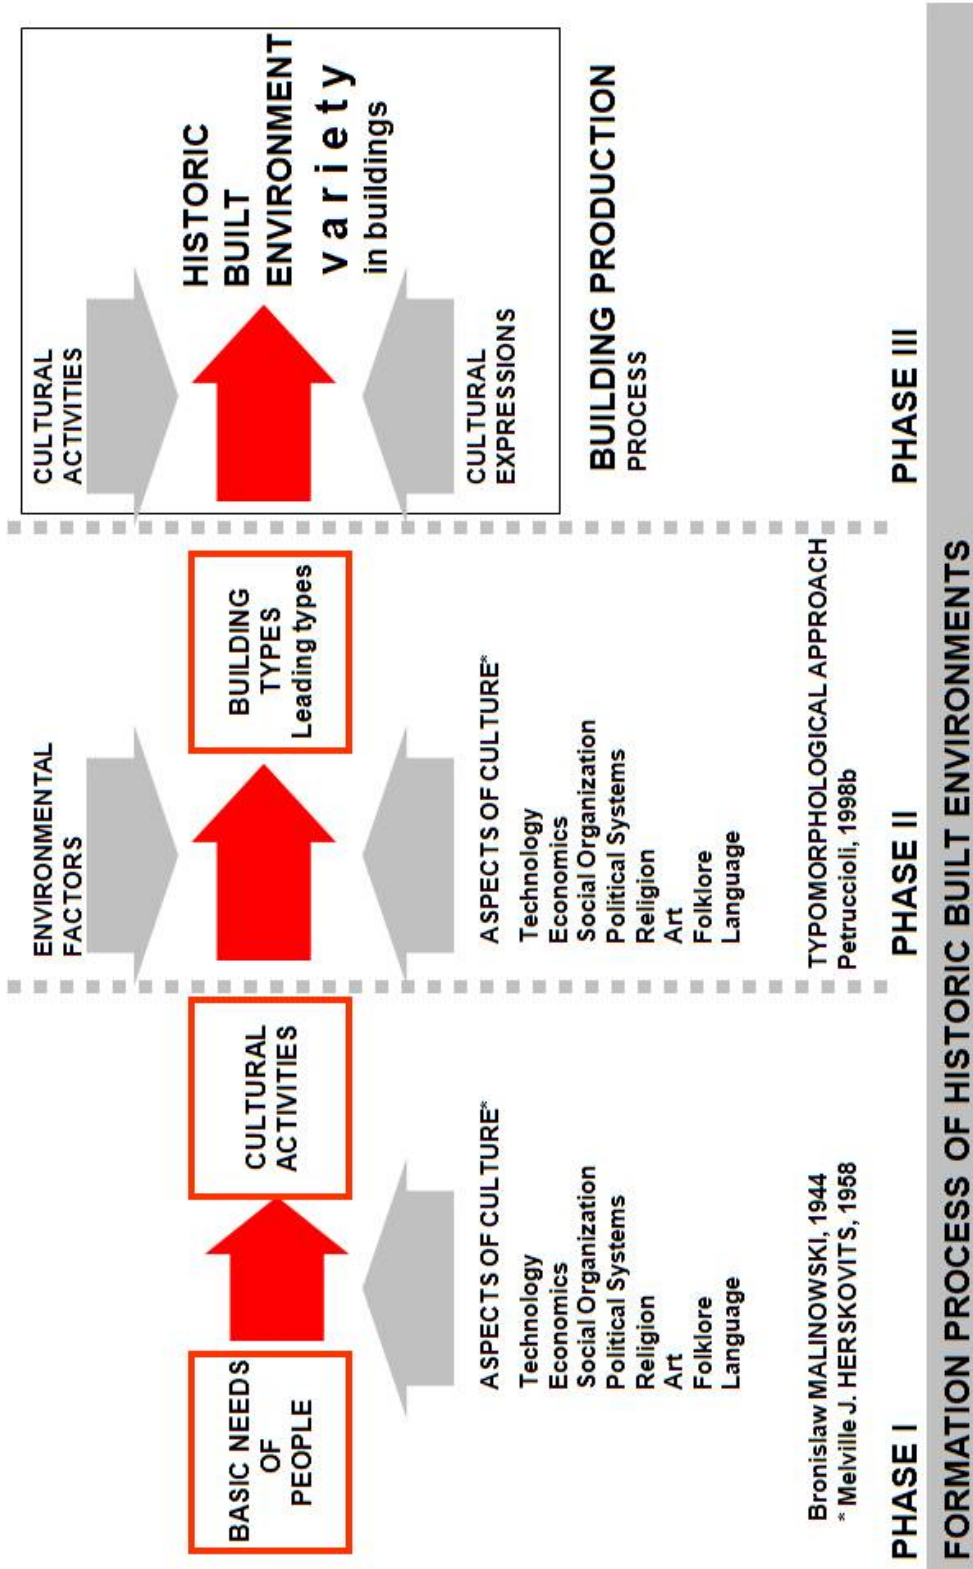 BASIC NEEDS
OF
PEOPLE
CULTURAL
ACTIVITIES
ASPECTS OF CULTURE*
Technology
Economics
Social Organization
Political Systems
Religion
Art
Folklore
Language
Bronislaw MALINOWSKI, 1944
* Melville J. HERSKOVITS, 1958
PHASE I
ENVIRONMENTAL
FACTORS
BUILDING
TYPES
Leading types
ASPECTS OF CULTURE*
Technology
Economics
Social Organization
Political Systems
Religion
Art
Folklore
Language
TYPOMORPHOLOGICAL APPROACH
Petruccioli, 1998b
PHASE II
CULTURAL
ACTIVITIES
HISTORIC
BUILT
ENVIRONMENT
variety
in buildings
CULTURAL
EXPRESSIONS
BUILDING PRODUCTION
PROCESS
PHASE III
FORMATION PROCESS OF HISTORIC BUILT ENVIRONMENTS